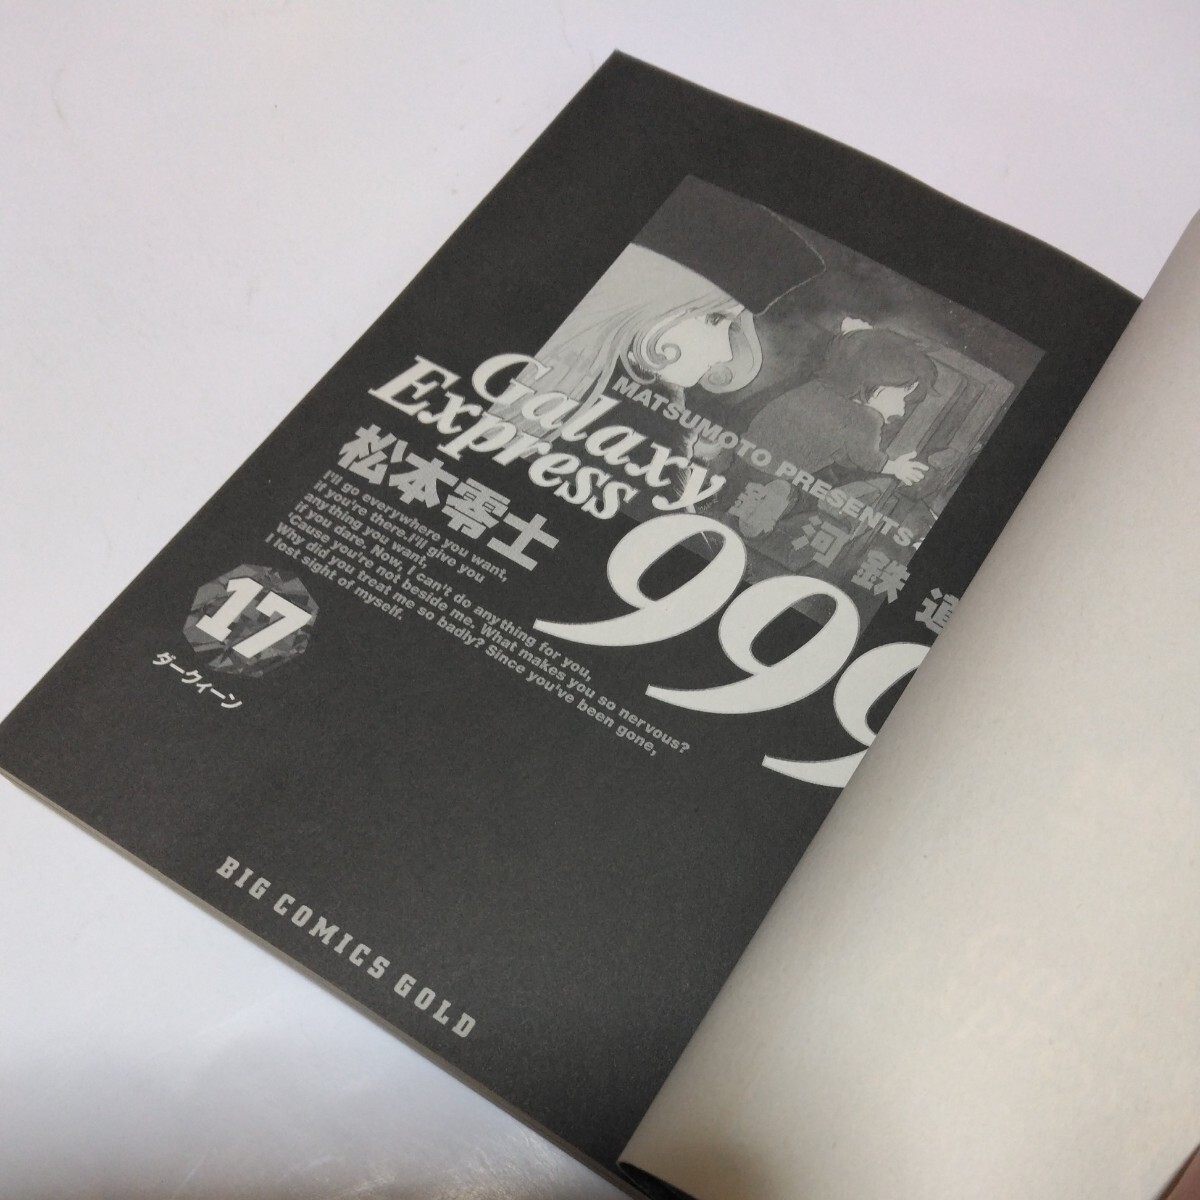 MATSUMOTO PRESENTS
Galaxy
Express
999
銀河鉄道
松本零士
I'll go everywhere you want,
if you're there.I'll give you
anything you want,
if you dare. Now, I can't do anything for you,
'Cause you're not beside me. What makes you so nervous?
Why did you treat me so badly? Since you've been gone,
I lost sight of myself.
17
ダークィーン
BIG COMICS GOLD